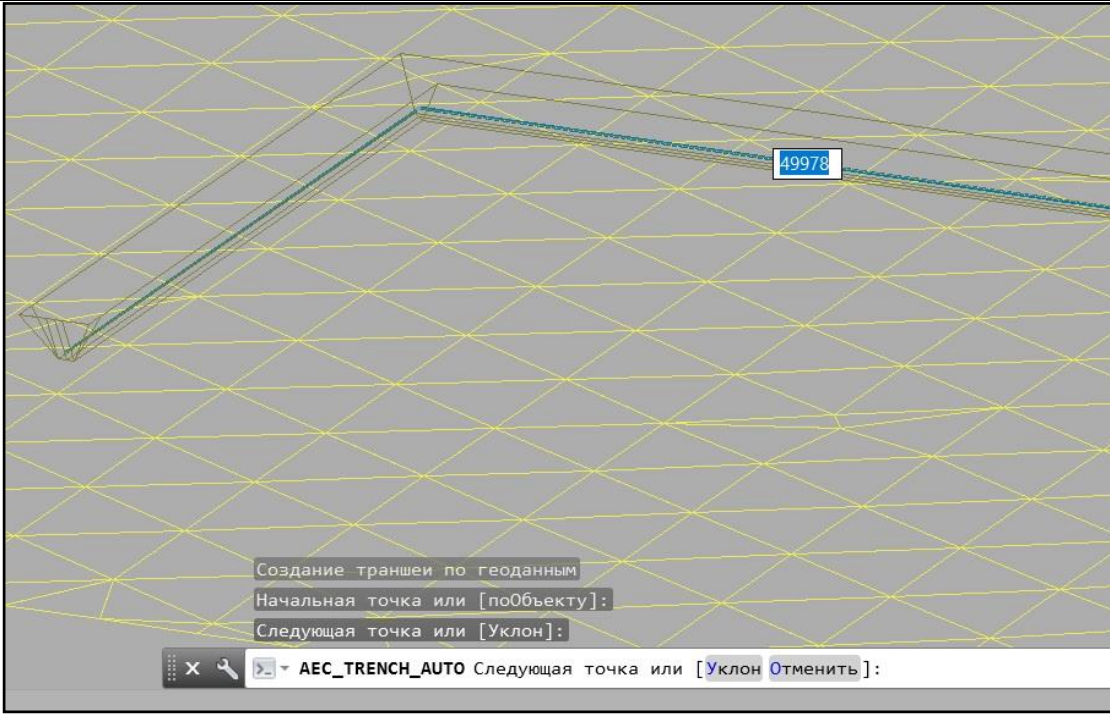 49978
Создание траншеи по геоданным
Начальная точка или [поОбъекту]:
Следующая точка или [Уклон]:
AEC_TRENCH_AUTO Следующая точка или [Уклон Отменить]: